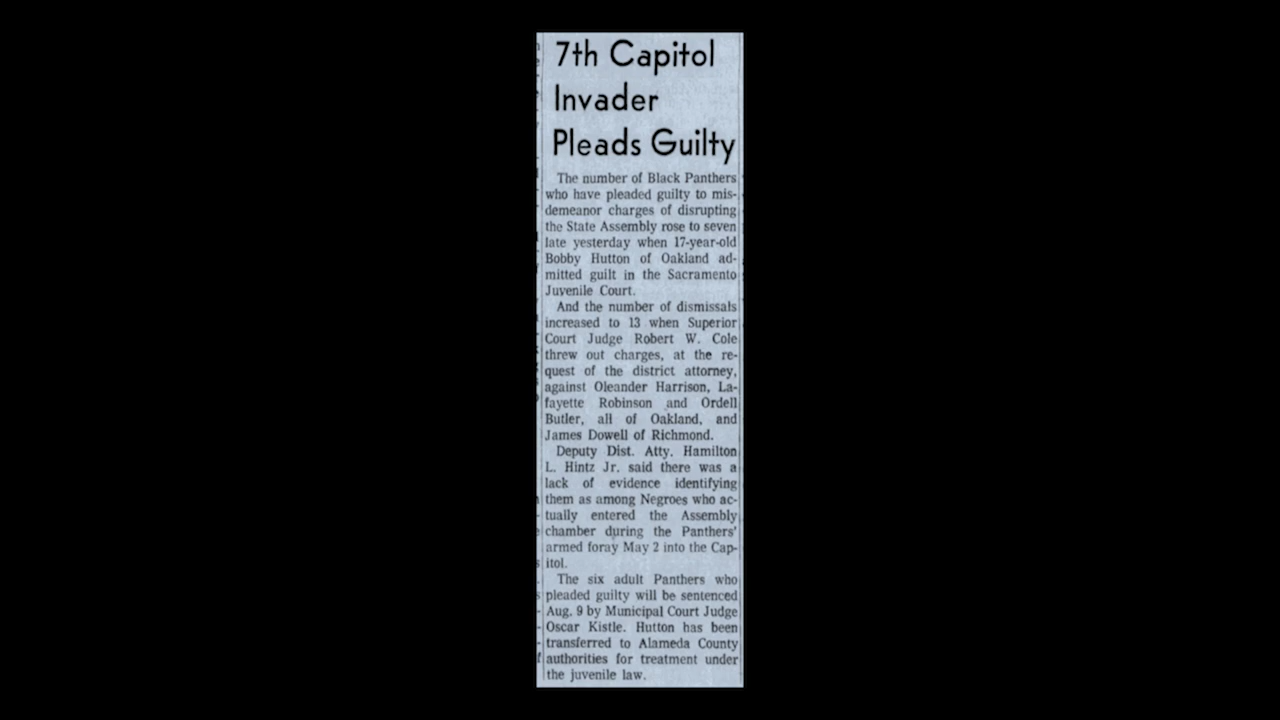 7th Capitol
Invader
Pleads Guilty
The number of Black Panthers
who have pleaded guilty to mis-
demeanor charges of disrupting
the State Assembly rose to seven
late yesterday when 17-year-old
Bobby Hutton of Oakland ad-
mitted guilt in the Sacramento
Juvenile Court.
And the number of dismissals
increased to 13 when Superior
Court Judge Robert W. Cole
threw out charges, at the re-
quest of the district attorney,
against Oleander Harrison, La-
fayette Robinson and Ordell
Butler, all of Oakland, and
James Dowell of Richmond.
Deputy Dist. Atty. Hamilton
L. Hintz Jr. said there was a
lack of evidence identifying
them as among Negroes who ac-
tually entered the Assembly
chamber during the Panthers'
armed foray May 2 into the Cap-
itol.
The six adult Panthers who
pleaded guilty will be sentenced
Aug. 9 by Municipal Court Judge
Oscar Kistle. Hutton has been
transferred to Alameda County
authorities for treatment under
the juvenile law.